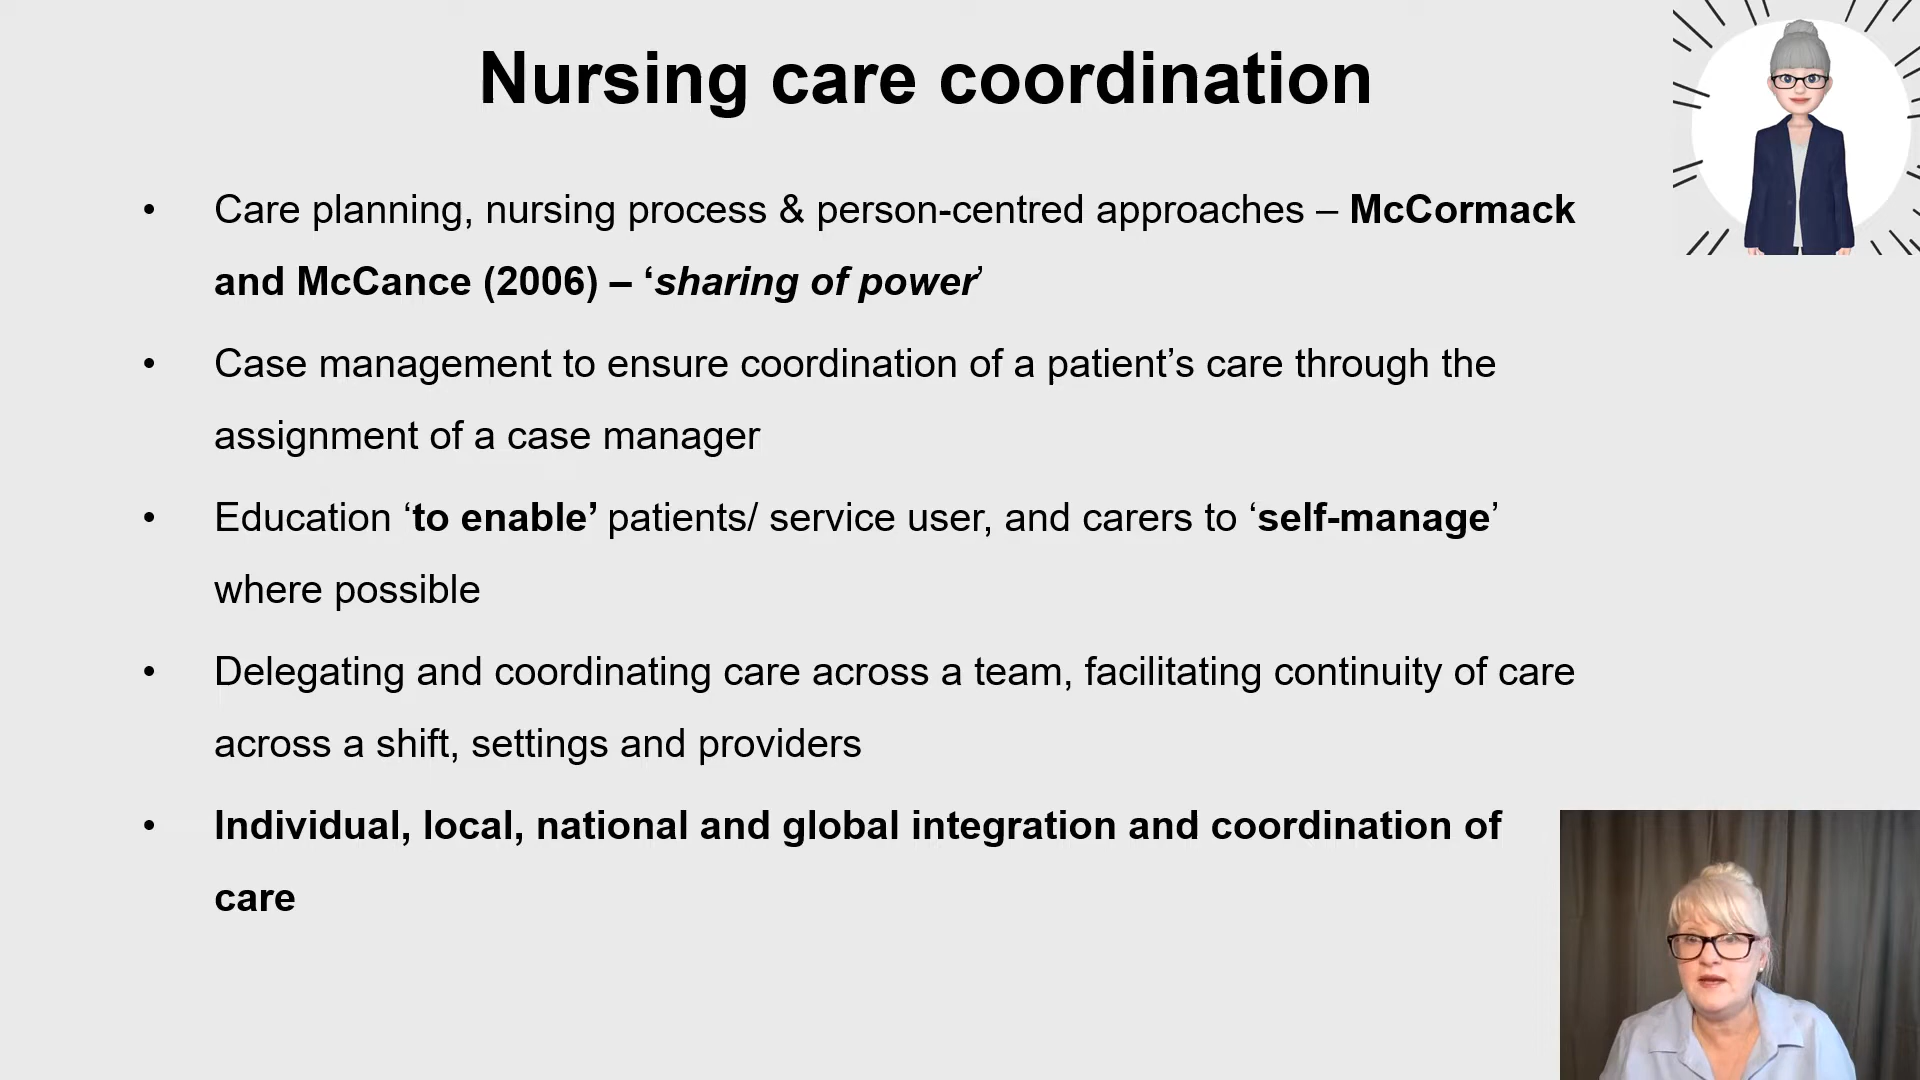 Nursing care coordination
• Care planning, nursing process & person-centred approaches – McCormack
and McCance (2006) – ‘sharing of power’
• Case management to ensure coordination of a patient’s care through the
assignment of a case manager
• Education ‘to enable’ patients/ service user, and carers to ‘self-manage’
where possible
• Delegating and coordinating care across a team, facilitating continuity of care
across a shift, settings and providers
• Individual, local, national and global integration and coordination of
care